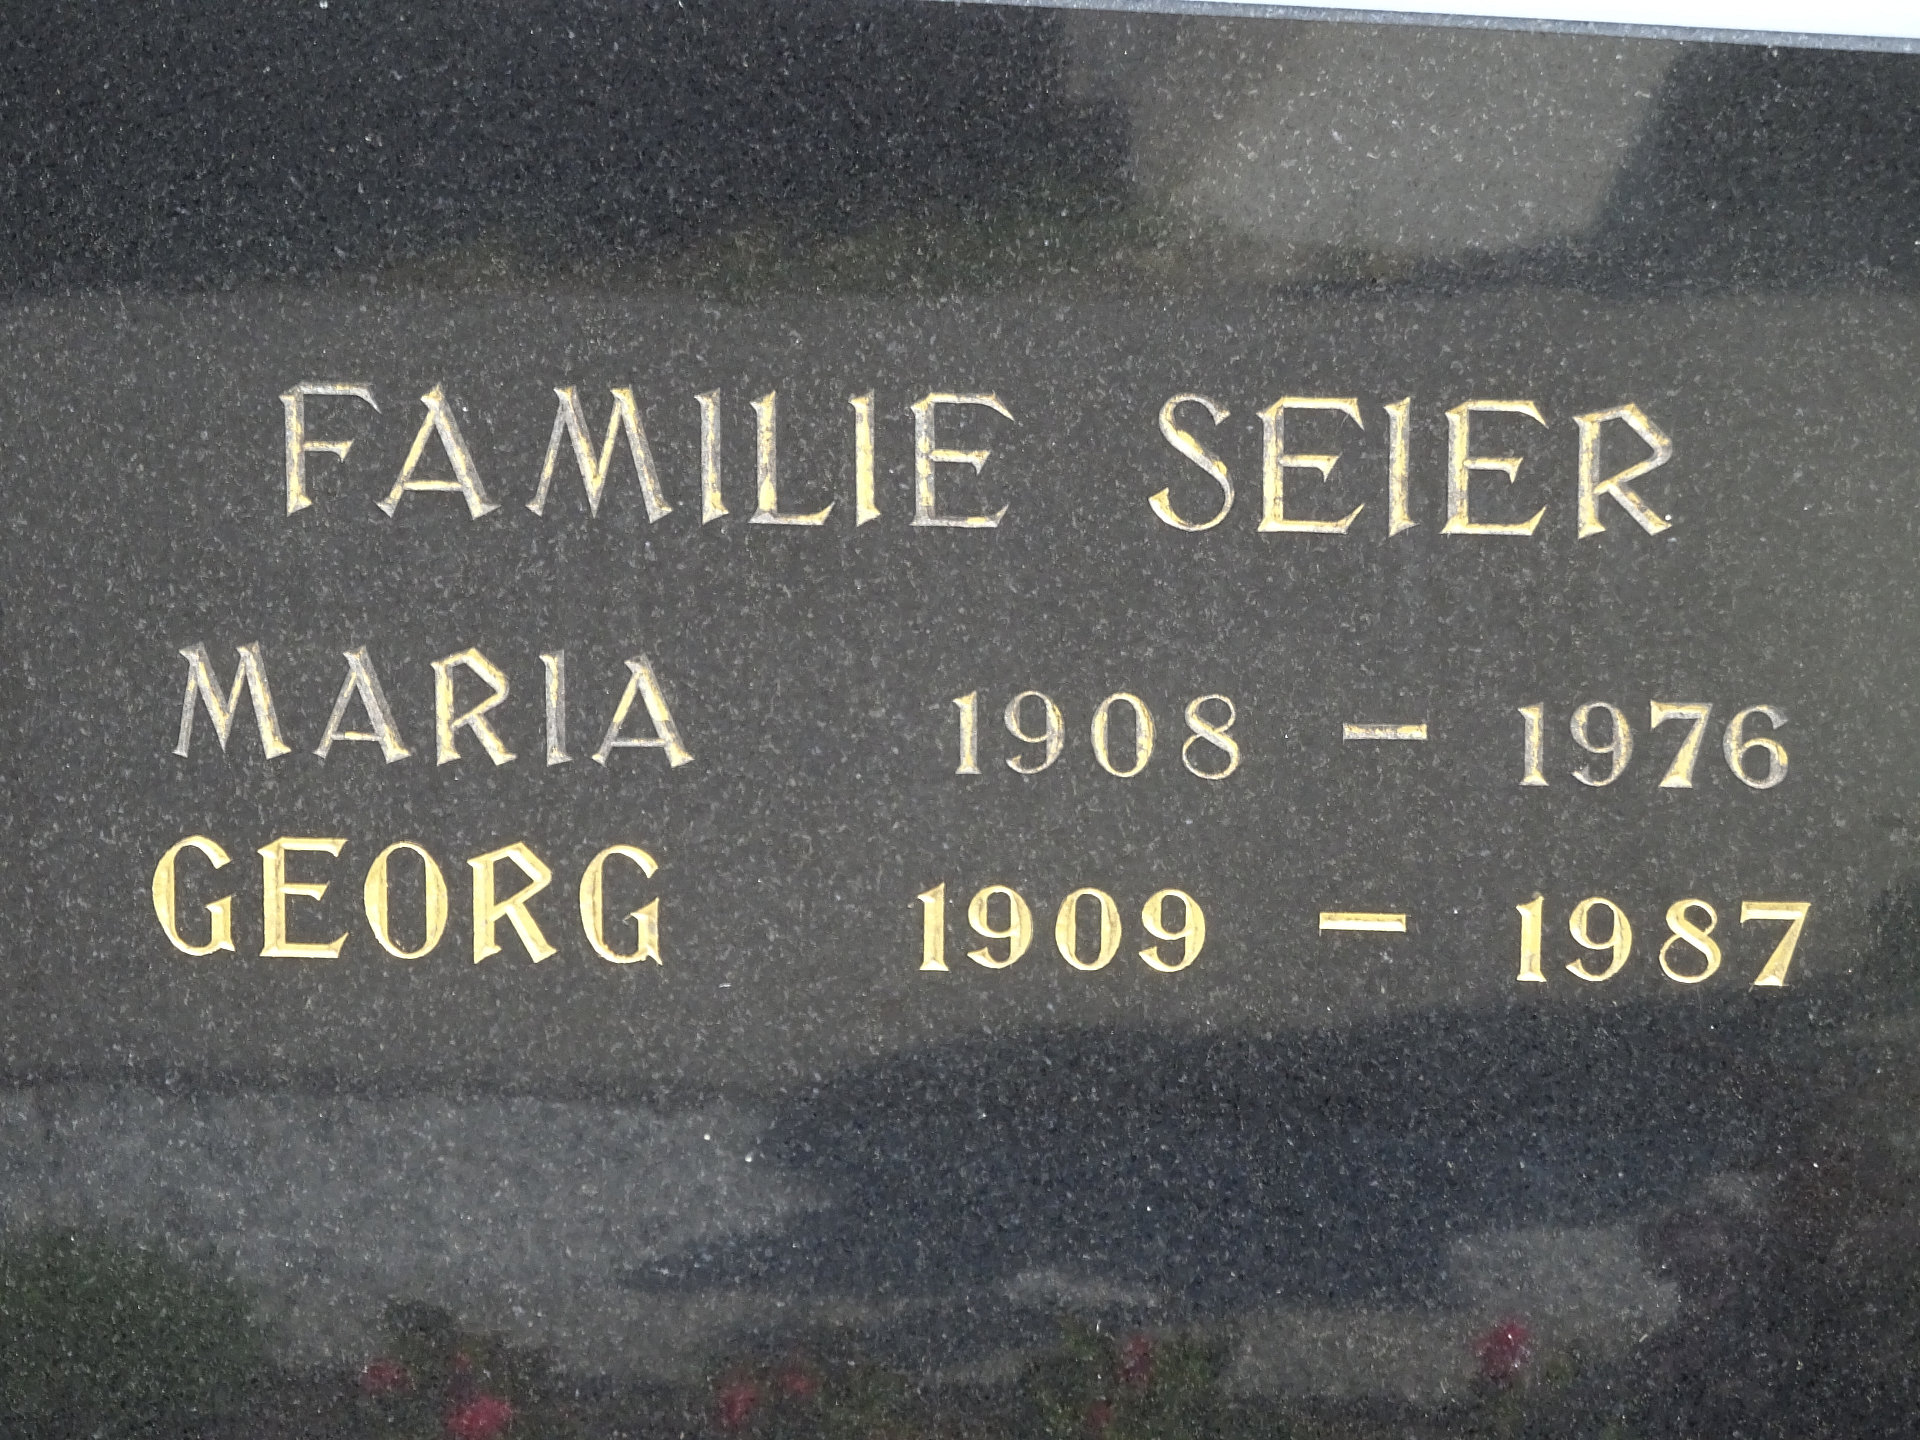 FAMILIE SEIER
MARIA 1908 – 1976
GEORG 1909 – 1987